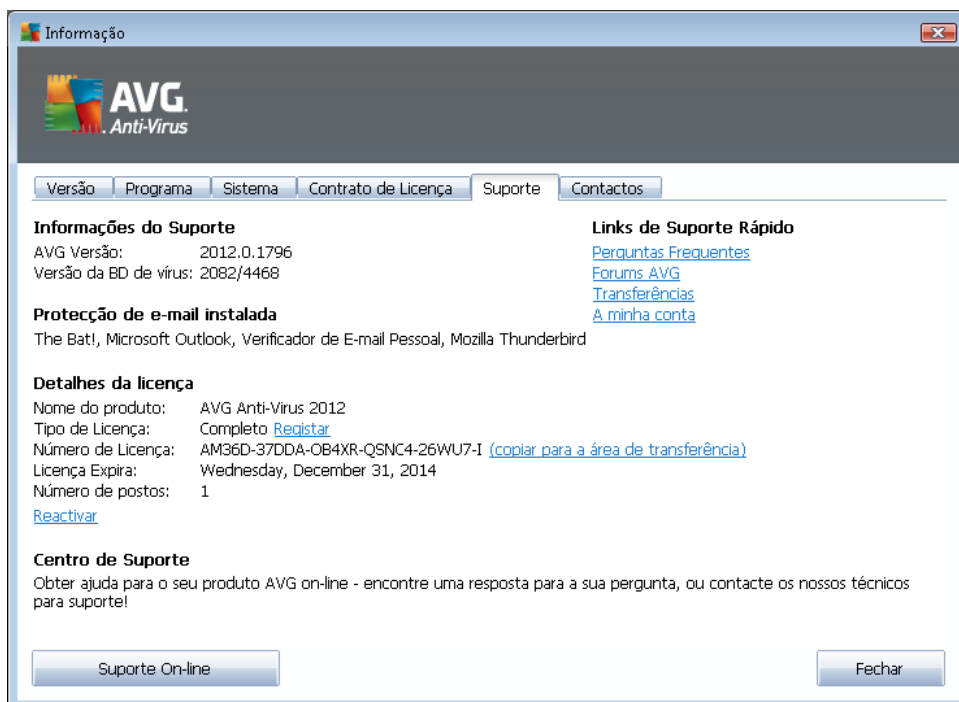 Informação
AVG.
Anti-Virus
Versão
Programa
Sistema
Contrato de Licença
Suporte
Contactos
Informações do Suporte
AVG Versão: 2012.0.1796
Versão da BD de vírus: 2082/4468
Links de Suporte Rápido
Perguntas Frequentes
Forums AVG
Transferências
A minha conta
Protecção de e-mail instalada
The Bat!, Microsoft Outlook, Verificador de E-mail Pessoal, Mozilla Thunderbird
Detalhes da licença
Nome do produto: AVG Anti-Virus 2012
Tipo de Licença: Completo Registar
Número de Licença: AM36D-37DDA-OB4XR-QSNC4-26WU7-I (copiar para a área de transferência)
Licença Expira: Wednesday, December 31, 2014
Número de postos: 1
Reactivar
Centro de Suporte
Obter ajuda para o seu produto AVG on-line - encontre uma resposta para a sua pergunta, ou contacte os nossos técnicos
para suporte!
Suporte On-line
Fechar